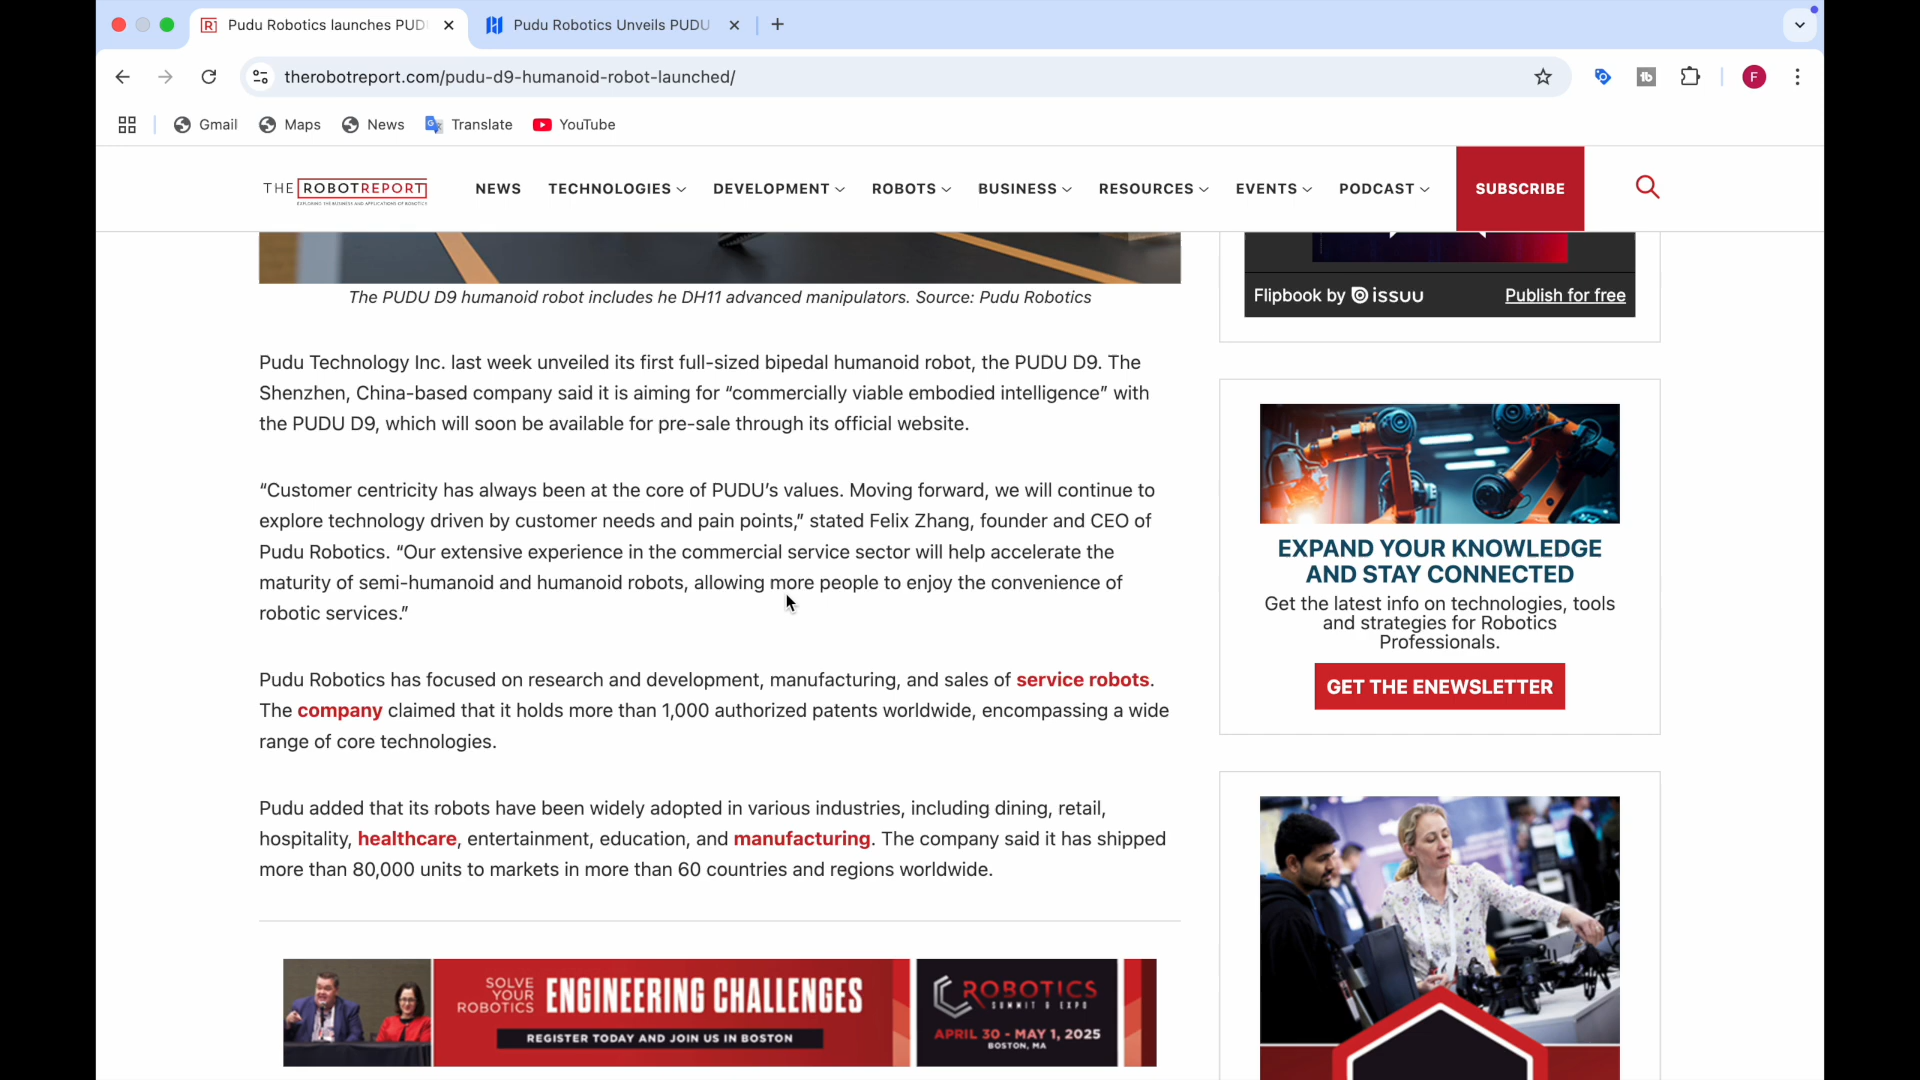 Pudu Robotics launches PUD
Pudu Robotics Unveils PUDU
therobotreport.com/pudu-d9-humanoid-robot-launched/
F
Gmail
Maps
News
Translate
YouTube
THE ROBOTREPORT
EXPLORING THE BUSINESS AND APPLICATIONS OF ROBOTICS
NEWS
TECHNOLOGIES
DEVELOPMENT
ROBOTS
BUSINESS
RESOURCES
EVENTS
PODCAST
SUBSCRIBE
The PUDU D9 humanoid robot includes he DH11 advanced manipulators. Source: Pudu Robotics
Pudu Technology Inc. last week unveiled its first full-sized bipedal humanoid robot, the PUDU D9. The
Shenzhen, China-based company said it is aiming for “commercially viable embodied intelligence” with
the PUDU D9, which will soon be available for pre-sale through its official website.
“Customer centricity has always been at the core of PUDU’s values. Moving forward, we will continue to
explore technology driven by customer needs and pain points,” stated Felix Zhang, founder and CEO of
Pudu Robotics. “Our extensive experience in the commercial service sector will help accelerate the
maturity of semi-humanoid and humanoid robots, allowing more people to enjoy the convenience of
robotic services.”
Pudu Robotics has focused on research and development, manufacturing, and sales of service robots.
The company claimed that it holds more than 1,000 authorized patents worldwide, encompassing a wide
range of core technologies.
Pudu added that its robots have been widely adopted in various industries, including dining, retail,
hospitality, healthcare, entertainment, education, and manufacturing. The company said it has shipped
more than 80,000 units to markets in more than 60 countries and regions worldwide.
SOLVE
YOUR
ROBOTICS
ENGINEERING CHALLENGES
REGISTER TODAY AND JOIN US IN BOSTON
ROBOTICS
SUMMIT & EXPO
APRIL 30 - MAY 1, 2025
BOSTON, MA
Flipbook by issuu
Publish for free
EXPAND YOUR KNOWLEDGE
AND STAY CONNECTED
Get the latest info on technologies, tools
and strategies for Robotics
Professionals.
GET THE ENEWSLETTER